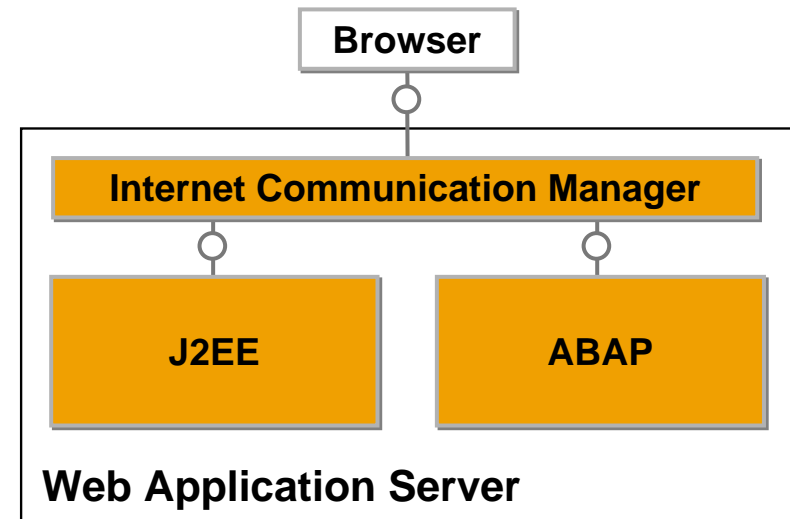 Browser
Internet Communication Manager
J2EE
ABAP
Web Application Server